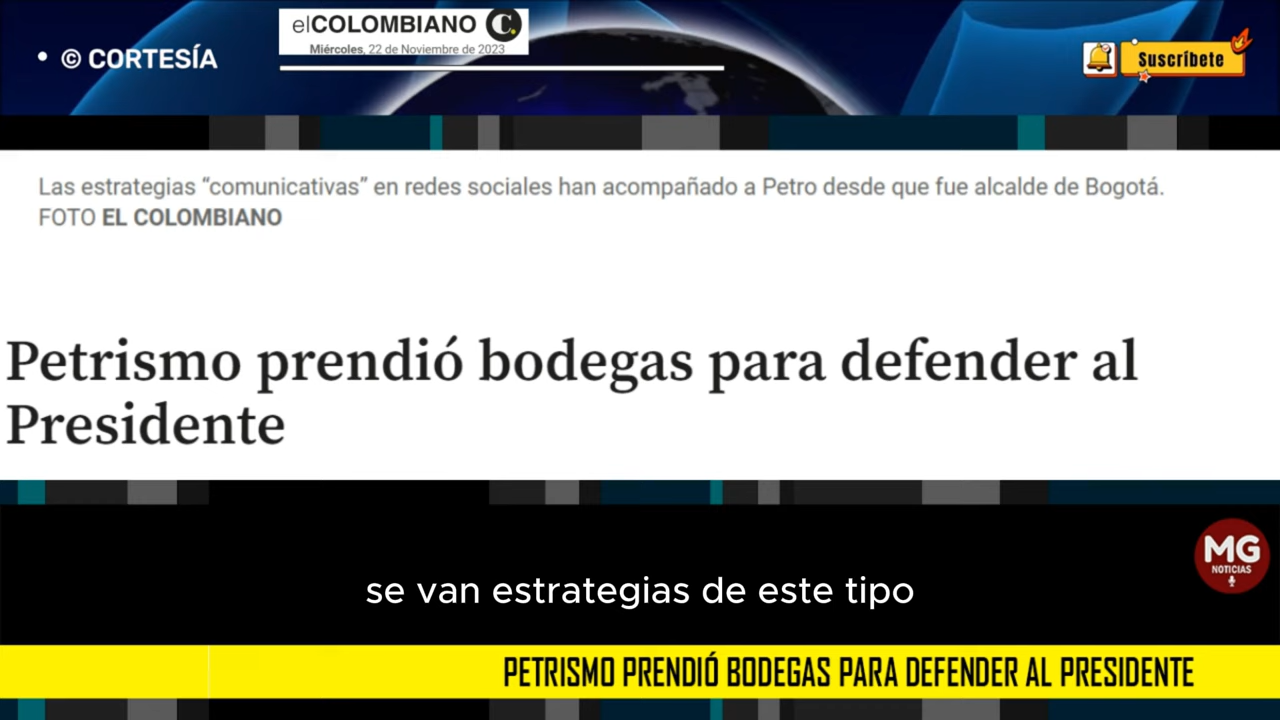 elCOLOMBIANO C.
Miércoles, 22 de Noviembre de 2023
• © CORTESÍA
Suscríbete
Las estrategias “comunicativas” en redes sociales han acompañado a Petro desde que fue alcalde de Bogotá.
FOTO EL COLOMBIANO
Petrismo prendió bodegas para defender al
Presidente
MG
NOTICIAS
se van estrategias de este tipo
PETRISMO PRENDIÓ BODEGAS PARA DEFENDER AL PRESIDENTE